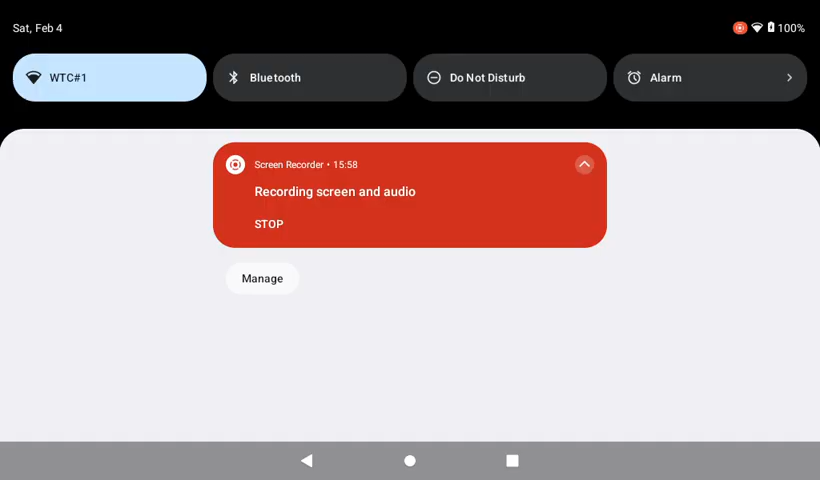 Sat, Feb 4
100%
WTC#1
Bluetooth
Do Not Disturb
Alarm
Screen Recorder • 15:58
Recording screen and audio
STOP
Manage